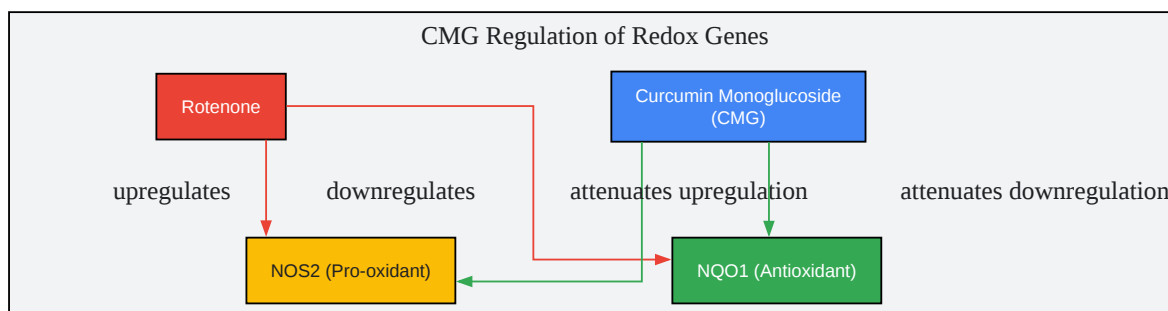 CMG Regulation of Redox Genes
Rotenone
Curcumin Monoglucoside
(CMG)
upregulates
downregulates
attenuates upregulation
attenuates downregulation
NOS2 (Pro-oxidant)
NQO1 (Antioxidant)